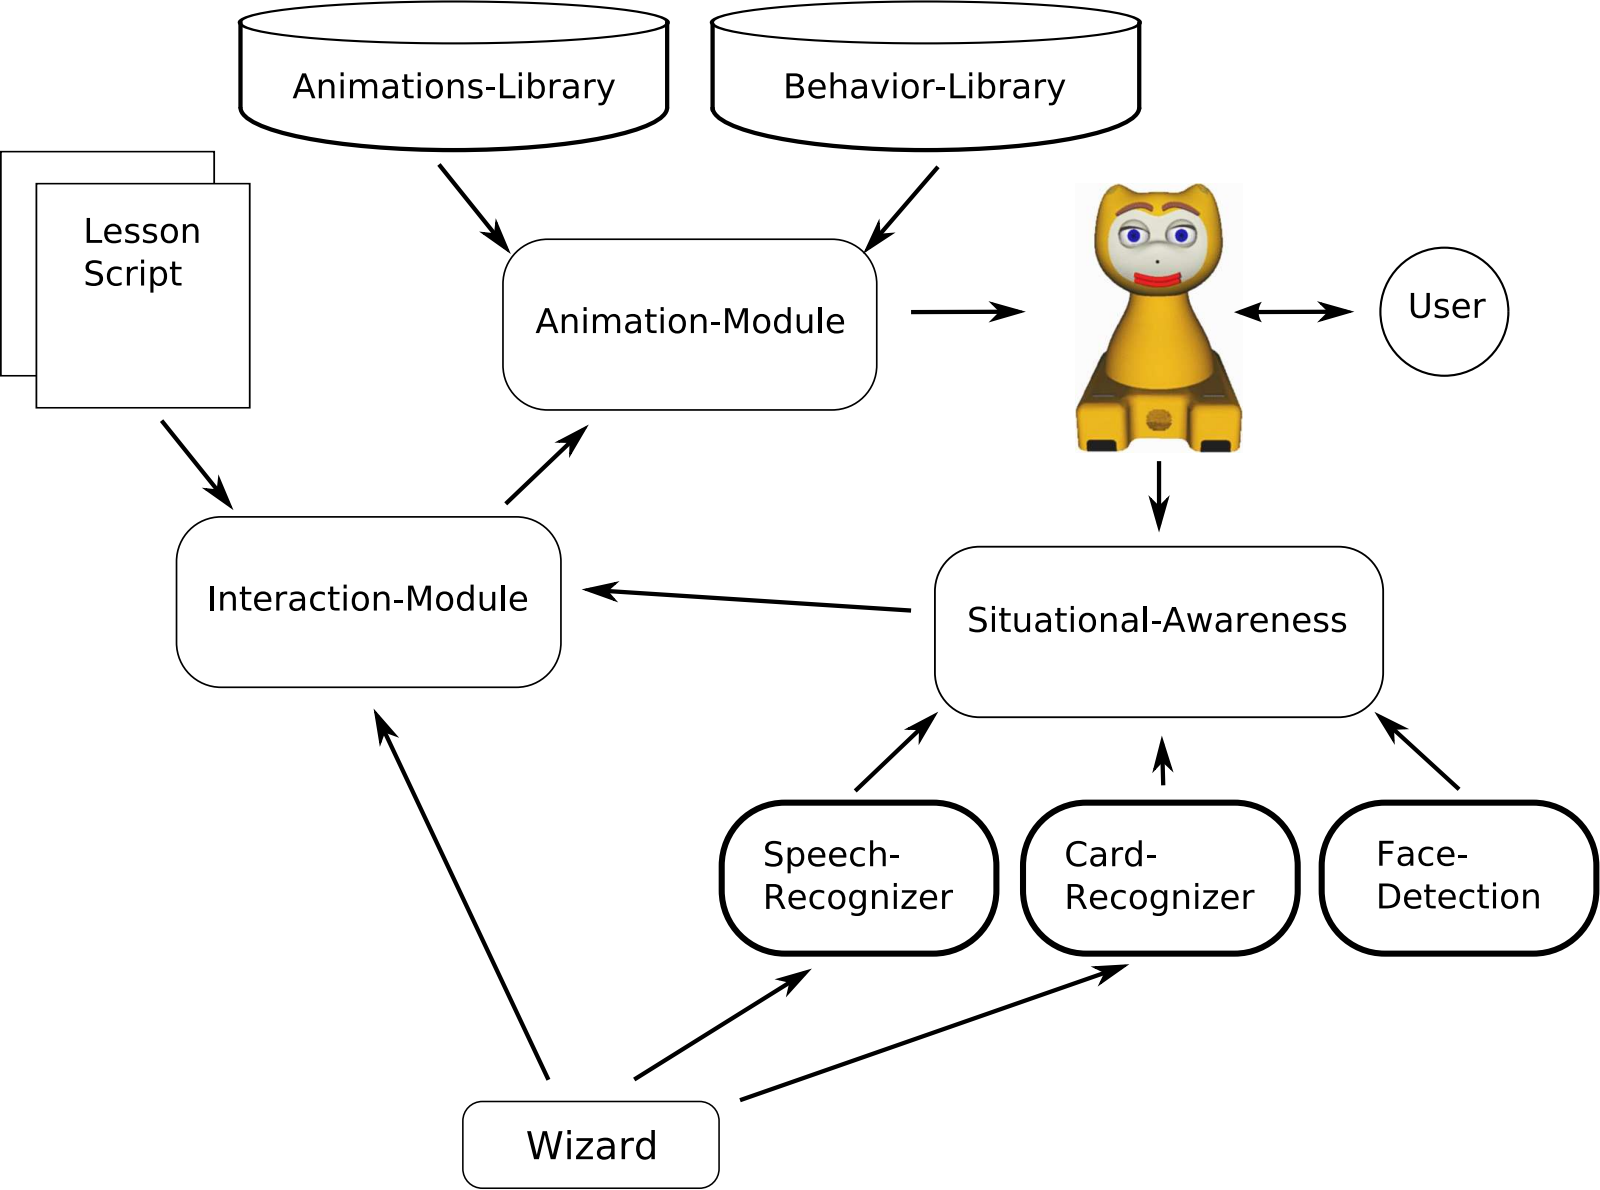 Animations-Library
Behavior-Library
Lesson
Script
Animation-Module
User
Interaction-Module
Situational-Awareness
Speech-
Recognizer
Card-
Recognizer
Face-
Detection
Wizard